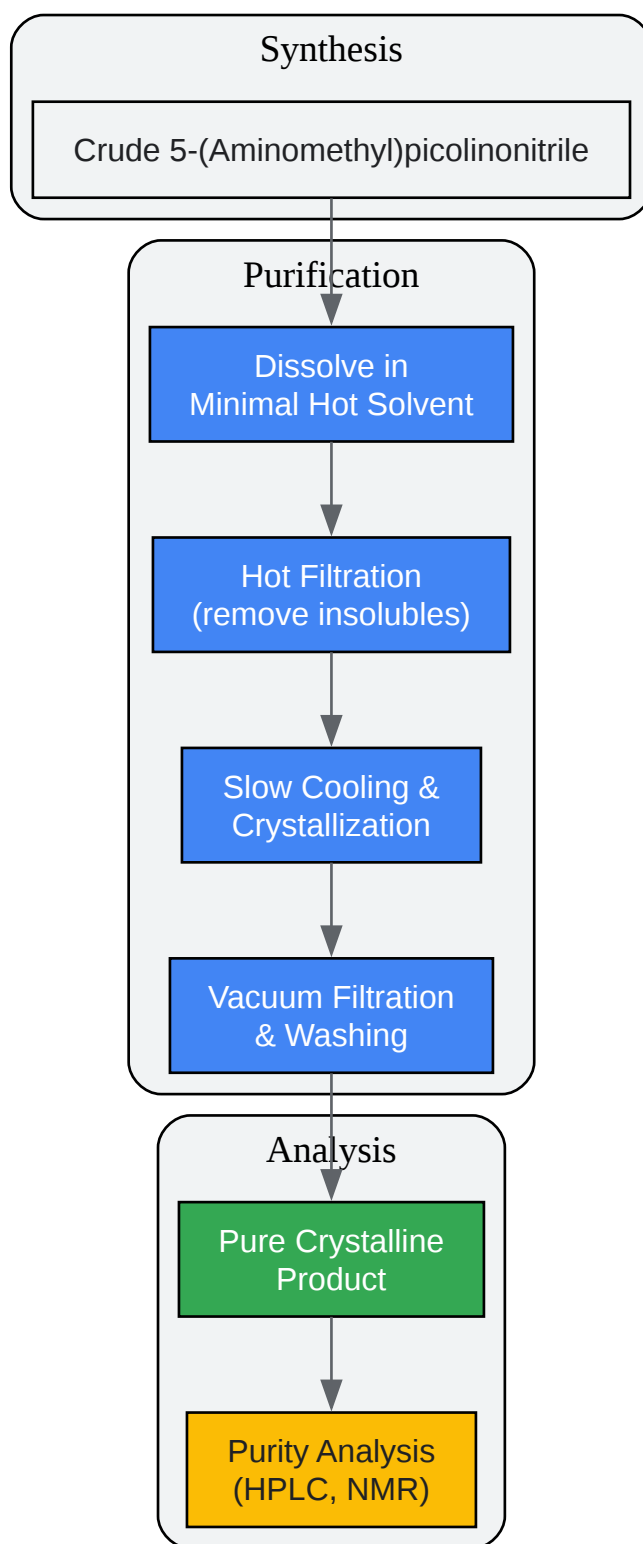 Synthesis
Crude 5-(Aminomethyl)picolinonitrile
Purification
Dissolve in
Minimal Hot Solvent
Hot Filtration
(remove insolubles)
Slow Cooling &
Crystallization
Vacuum Filtration
& Washing
Analysis
Pure Crystalline
Product
Purity Analysis
(HPLC, NMR)